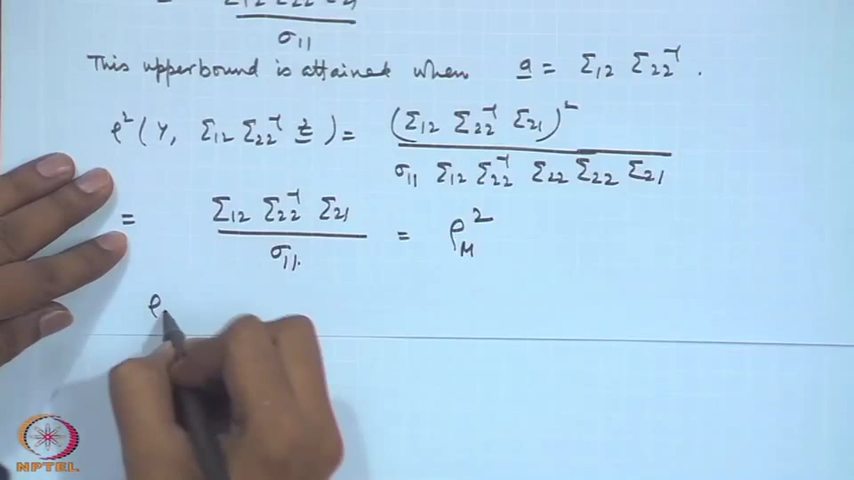 σ₁₁
This upperbound is attained when a = Σ₁₂ Σ₂₂⁻¹ .
ρ² ( Y, Σ₁₂ Σ₂₂⁻¹ z ) = (Σ₁₂ Σ₂₂⁻¹ Σ₂₁)² / σ₁₁ Σ₁₂ Σ₂₂⁻¹ Σ₂₂ Σ₂₂ Σ₂₁
= Σ₁₂ Σ₂₂⁻¹ Σ₂₁ / σ₁₁. = ρ_M²
ρ
NPTEL